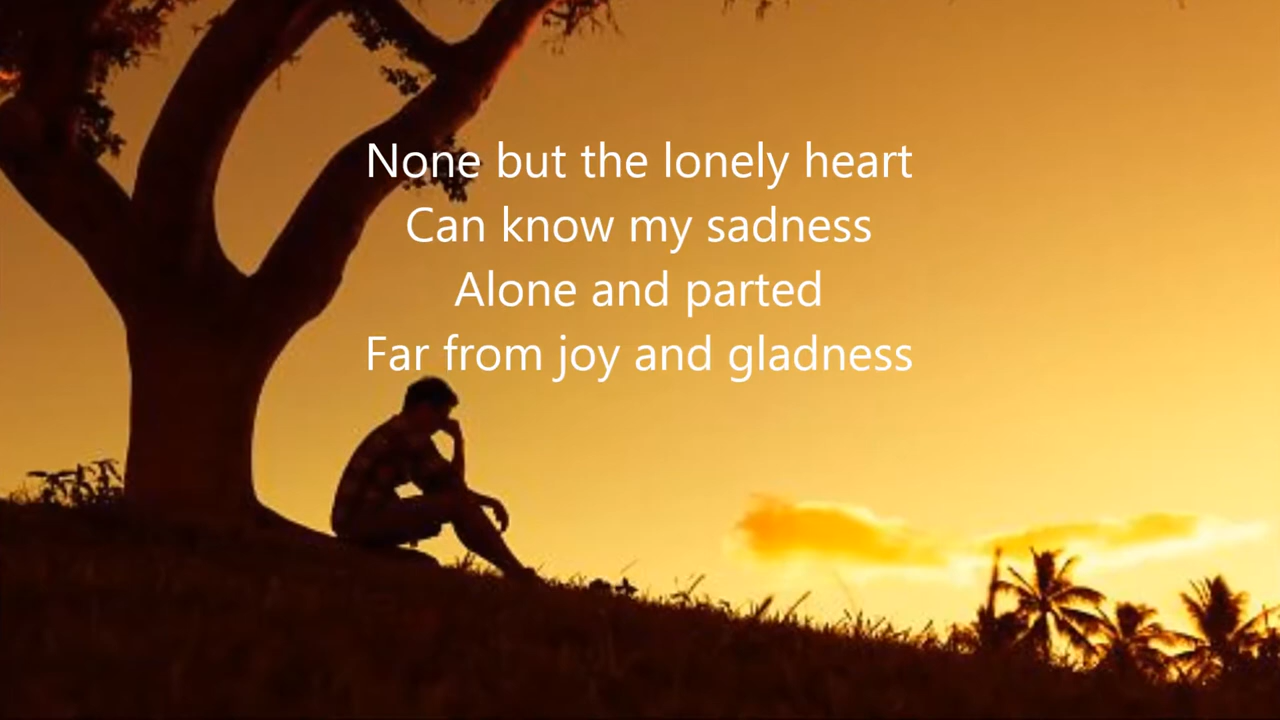 None but the lonely heart
Can know my sadness
Alone and parted
Far from joy and gladness